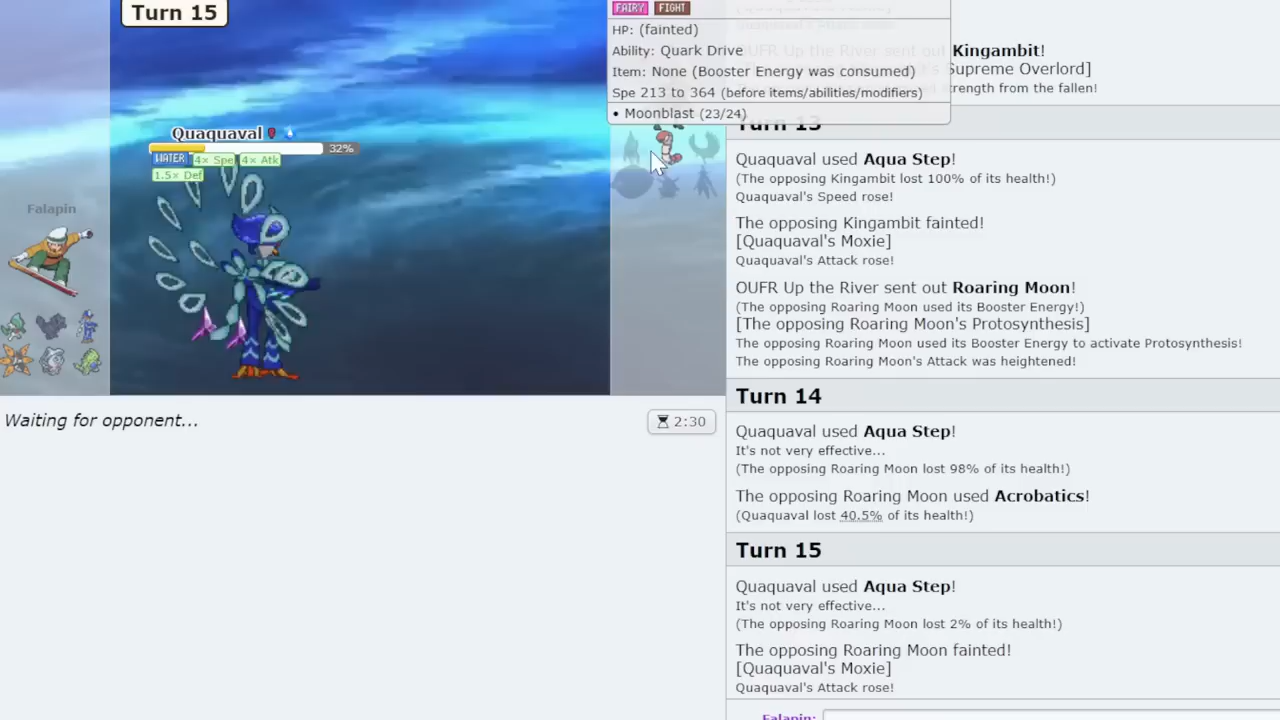 Turn 15
Quaquaval
32%
WATER 4× Spe 4× Atk
1.5× Def
Falapin
FAIRY FIGHT
HP: (fainted)
Ability: Quark Drive
Item: None (Booster Energy was consumed)
Spe 213 to 364 (before items/abilities/modifiers)
• Moonblast (23/24)
Waiting for opponent...
2:30
OUFR Up the River sent out Kingambit!
Supreme Overlord]
strength from the fallen!
Turn 13
Quaquaval used Aqua Step!
(The opposing Kingambit lost 100% of its health!)
Quaquaval's Speed rose!
The opposing Kingambit fainted!
[Quaquaval's Moxie]
Quaquaval's Attack rose!
OUFR Up the River sent out Roaring Moon!
(The opposing Roaring Moon used its Booster Energy!)
[The opposing Roaring Moon's Protosynthesis]
The opposing Roaring Moon used its Booster Energy to activate Protosynthesis!
The opposing Roaring Moon's Attack was heightened!
Turn 14
Quaquaval used Aqua Step!
It's not very effective...
(The opposing Roaring Moon lost 98% of its health!)
The opposing Roaring Moon used Acrobatics!
(Quaquaval lost 40.5% of its health!)
Turn 15
Quaquaval used Aqua Step!
It's not very effective...
(The opposing Roaring Moon lost 2% of its health!)
The opposing Roaring Moon fainted!
[Quaquaval's Moxie]
Quaquaval's Attack rose!
Falapin: